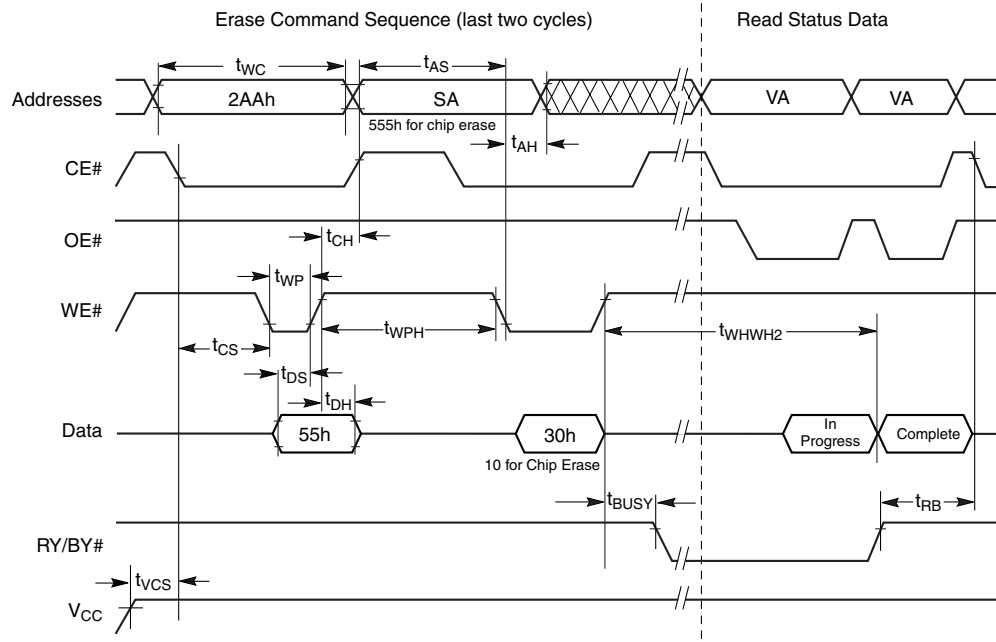 Erase Command Sequence (last two cycles)
Read Status Data
tWC
tAS
Addresses
2AAh
SA
VA
VA
555h for chip erase
tAH
CE#
OE#
tCH
tWP
WE#
tWPH
tWHWH2
tCS
tDS
tDH
Data
55h
30h
In
Progress
Complete
10 for Chip Erase
tBUSY
tRB
RY/BY#
tVCS
VCC